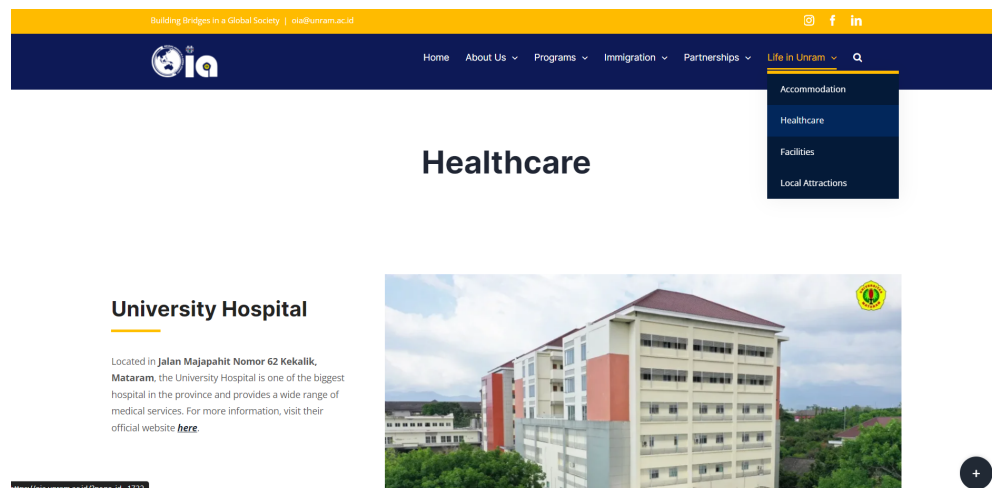 Building Bridges in a Global Society | oia@unram.ac.id
oia
Home About Us Programs Immigration Partnerships Life in Unram
Accommodation
Healthcare
Facilities
Local Attractions
Healthcare
University Hospital
Located in Jalan Majapahit Nomor 62 Kekalik,
Mataram, the University Hospital is one of the biggest
hospital in the province and provides a wide range of
medical services. For more information, visit their
official website here.